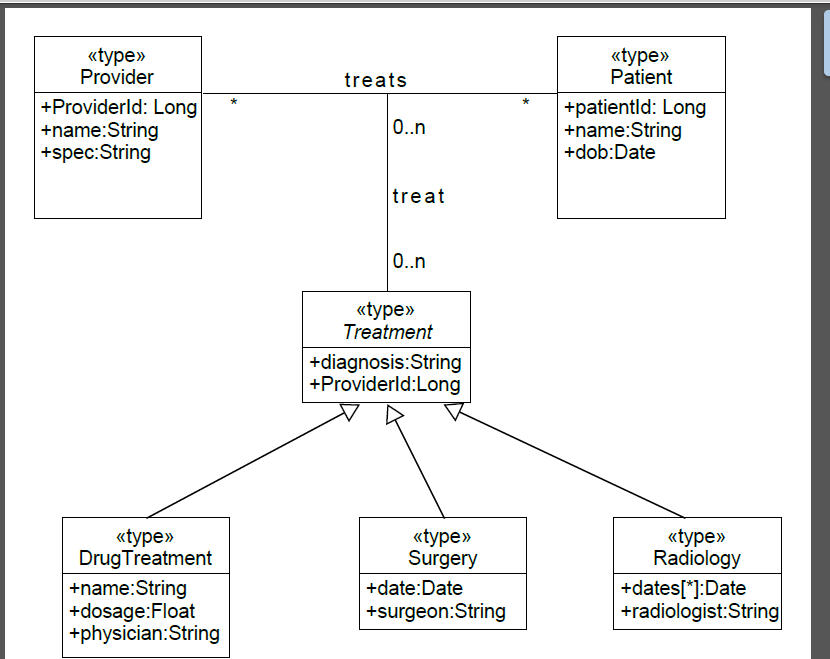 «type»
Provider
+ProviderId: Long
+name:String
+spec:String
treats
*
*
«type»
Patient
+patientId: Long
+name:String
+dob:Date
0..n
treat
0..n
«type»
Treatment
+diagnosis:String
+ProviderId:Long
«type»
DrugTreatment
+name:String
+dosage:Float
+physician:String
«type»
Surgery
+date:Date
+surgeon:String
«type»
Radiology
+dates[*]:Date
+radiologist:String